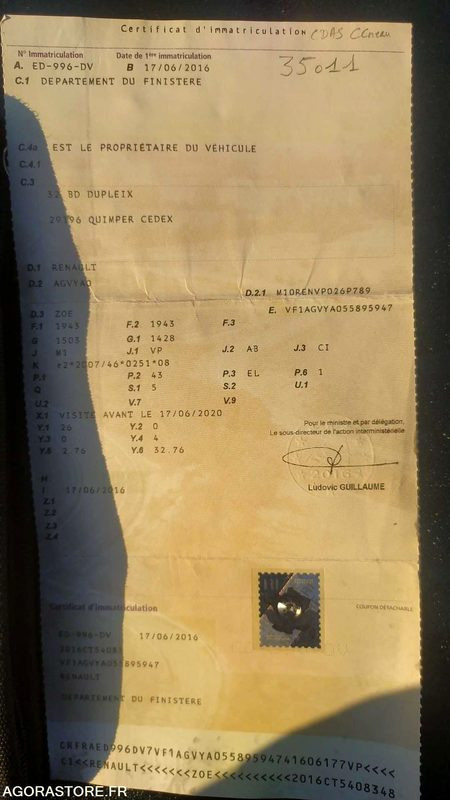 Certificat d'immatriculation CDAS CCneau
N° Immatriculation Date de 1ère immatriculation
A. ED-996-DV B 17/06/2016 35011
C.1 DEPARTEMENT DU FINISTERE
C.4a EST LE PROPRIÉTAIRE DU VÉHICULE
C.4.1
C.3
32 BD DUPLEIX
29196 QUIMPER CEDEX
D.1 RENAULT
D.2 AGVYA0 D.2.1 M10RENVP026P789
E. VF1AGVYA055895947
D.3 ZOE
F.1 1943 F.2 1943 F.3
G 1503 G.1 1428
J M1 J.1 VP J.2 AB J.3 CI
K e2*2007/46*0251*08
P.1 P.2 43 P.3 EL P.6 1
Q S.1 5 S.2 U.1
U.2 V.7 V.9
X.1 VISITE AVANT LE 17/06/2020
Y.1 26 Y.2 0
Y.3 0 Y.4 4
Y.5 2.76 Y.6 32.76
Pour le ministre et par délégation,
Le sous-directeur de l'action interministérielle
Ludovic GUILLAUME
H
I 17/06/2016
Z.1
Z.2
Z.3
Z.4
Certificat d'immatriculation COUPON DÉTACHABLE
ED-996-DV 17/06/2016
2016CT54083
VF1AGVYA055895947
RENAULT
DEPARTEMENT DU FINISTERE
CRFRAED996DV7VF1AGVYA05589594741606177VP<<<<
CI<<RENAULT<<<<<<<ZOE<<<<<<<<<<2016CT5408348
AGORASTORE.FR